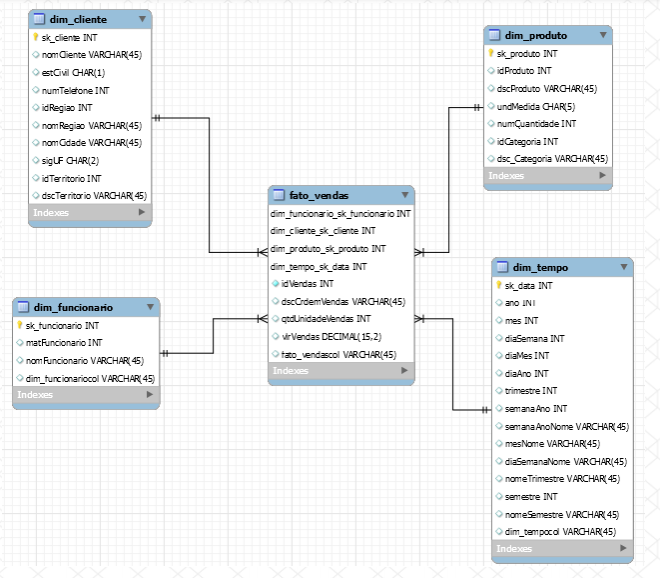 dim_cliente
sk_cliente INT
nomCliente VARCHAR(45)
estCivil CHAR(1)
numTelefone INT
idRegiao INT
nomRegiao VARCHAR(45)
nomCidade VARCHAR(45)
sigUF CHAR(2)
idTerritorio INT
dscTerritorio VARCHAR(45)
Indexes
dim_funcionario
sk_funcionario INT
matFuncionario INT
nomFuncionario VARCHAR(45)
dim_funcionariocol VARCHAR(45)
Indexes
fato_vendas
dim_funcionario_sk_funcionario INT
dim_cliente_sk_cliente INT
dim_produto_sk_produto INT
dim_tempo_sk_data INT
idVendas INT
dscCrdemVendas VARCHAR(45)
qtdUnidadeVendas INT
vlrVendas DECIMAL(15,2)
fato_vendascol VARCHAR(45)
Indexes
dim_produto
sk_produto INT
idProduto INT
dscProduto VARCHAR(45)
undMedida CHAR(5)
numQuantidade INT
idCategoria INT
dsc_Categoria VARCHAR(45)
Indexes
dim_tempo
sk_data INT
ano INT
mes INT
diaSemana INT
diaMes INT
diaAno INT
trimestre INT
semanaAno INT
semanaAnoNome VARCHAR(45)
mesNome VARCHAR(45)
diaSemanaNome VARCHAR(45)
nomeTrimestre VARCHAR(45)
semestre INT
nomeSemestre VARCHAR(45)
dim_tempocol VARCHAR(45)
Indexes